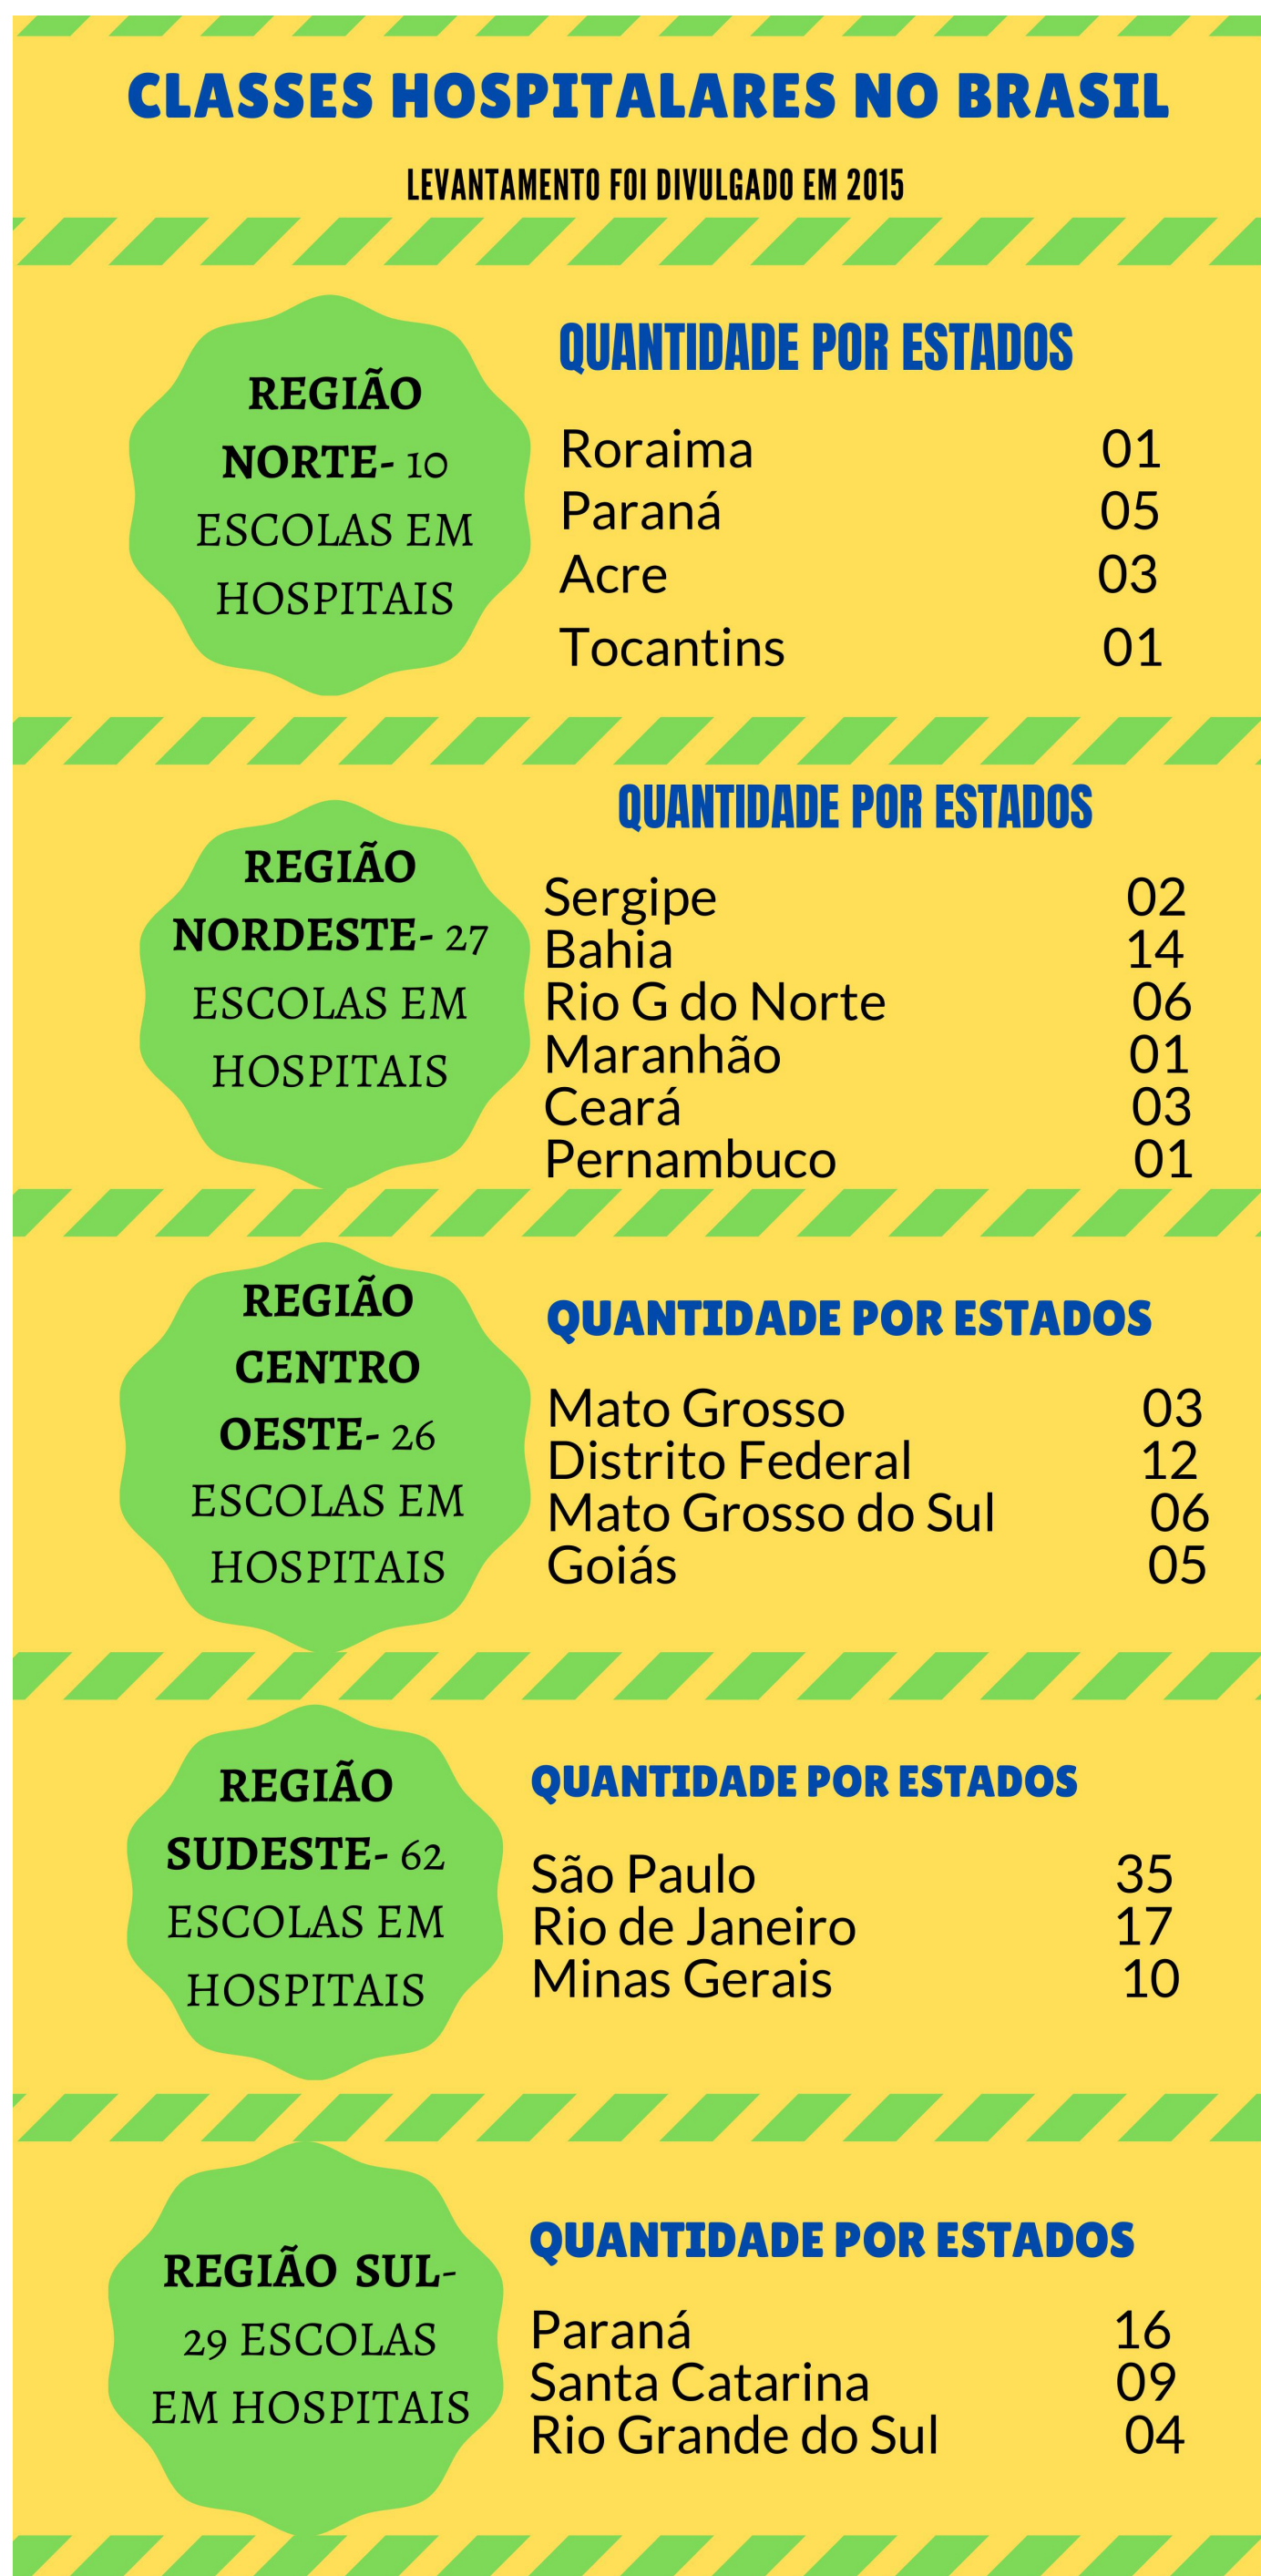 CLASSES HOSPITALARES NO BRASIL
LEVANTAMENTO FOI DIVULGADO EM 2015
REGIÃO
NORTE- 10
ESCOLAS EM
HOSPITAIS
QUANTIDADE POR ESTADOS
Roraima 01
Paraná 05
Acre 03
Tocantins 01
REGIÃO
NORDESTE- 27
ESCOLAS EM
HOSPITAIS
QUANTIDADE POR ESTADOS
Sergipe 02
Bahia 14
Rio G do Norte 06
Maranhão 01
Ceará 03
Pernambuco 01
REGIÃO
CENTRO
OESTE- 26
ESCOLAS EM
HOSPITAIS
QUANTIDADE POR ESTADOS
Mato Grosso 03
Distrito Federal 12
Mato Grosso do Sul 06
Goiás 05
REGIÃO
SUDESTE- 62
ESCOLAS EM
HOSPITAIS
QUANTIDADE POR ESTADOS
São Paulo 35
Rio de Janeiro 17
Minas Gerais 10
REGIÃO SUL-
29 ESCOLAS
EM HOSPITAIS
QUANTIDADE POR ESTADOS
Paraná 16
Santa Catarina 09
Rio Grande do Sul 04